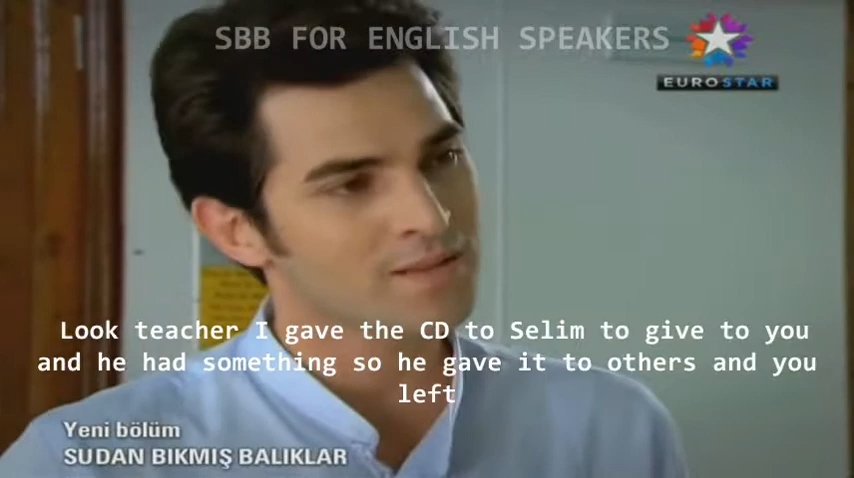 SBB FOR ENGLISH SPEAKERS
EUROSTAR
Look teacher I gave the CD to Selim to give to you
and he had something so he gave it to others and you
left
Yeni bölüm
SUDAN BIKMIŞ BALIKLAR